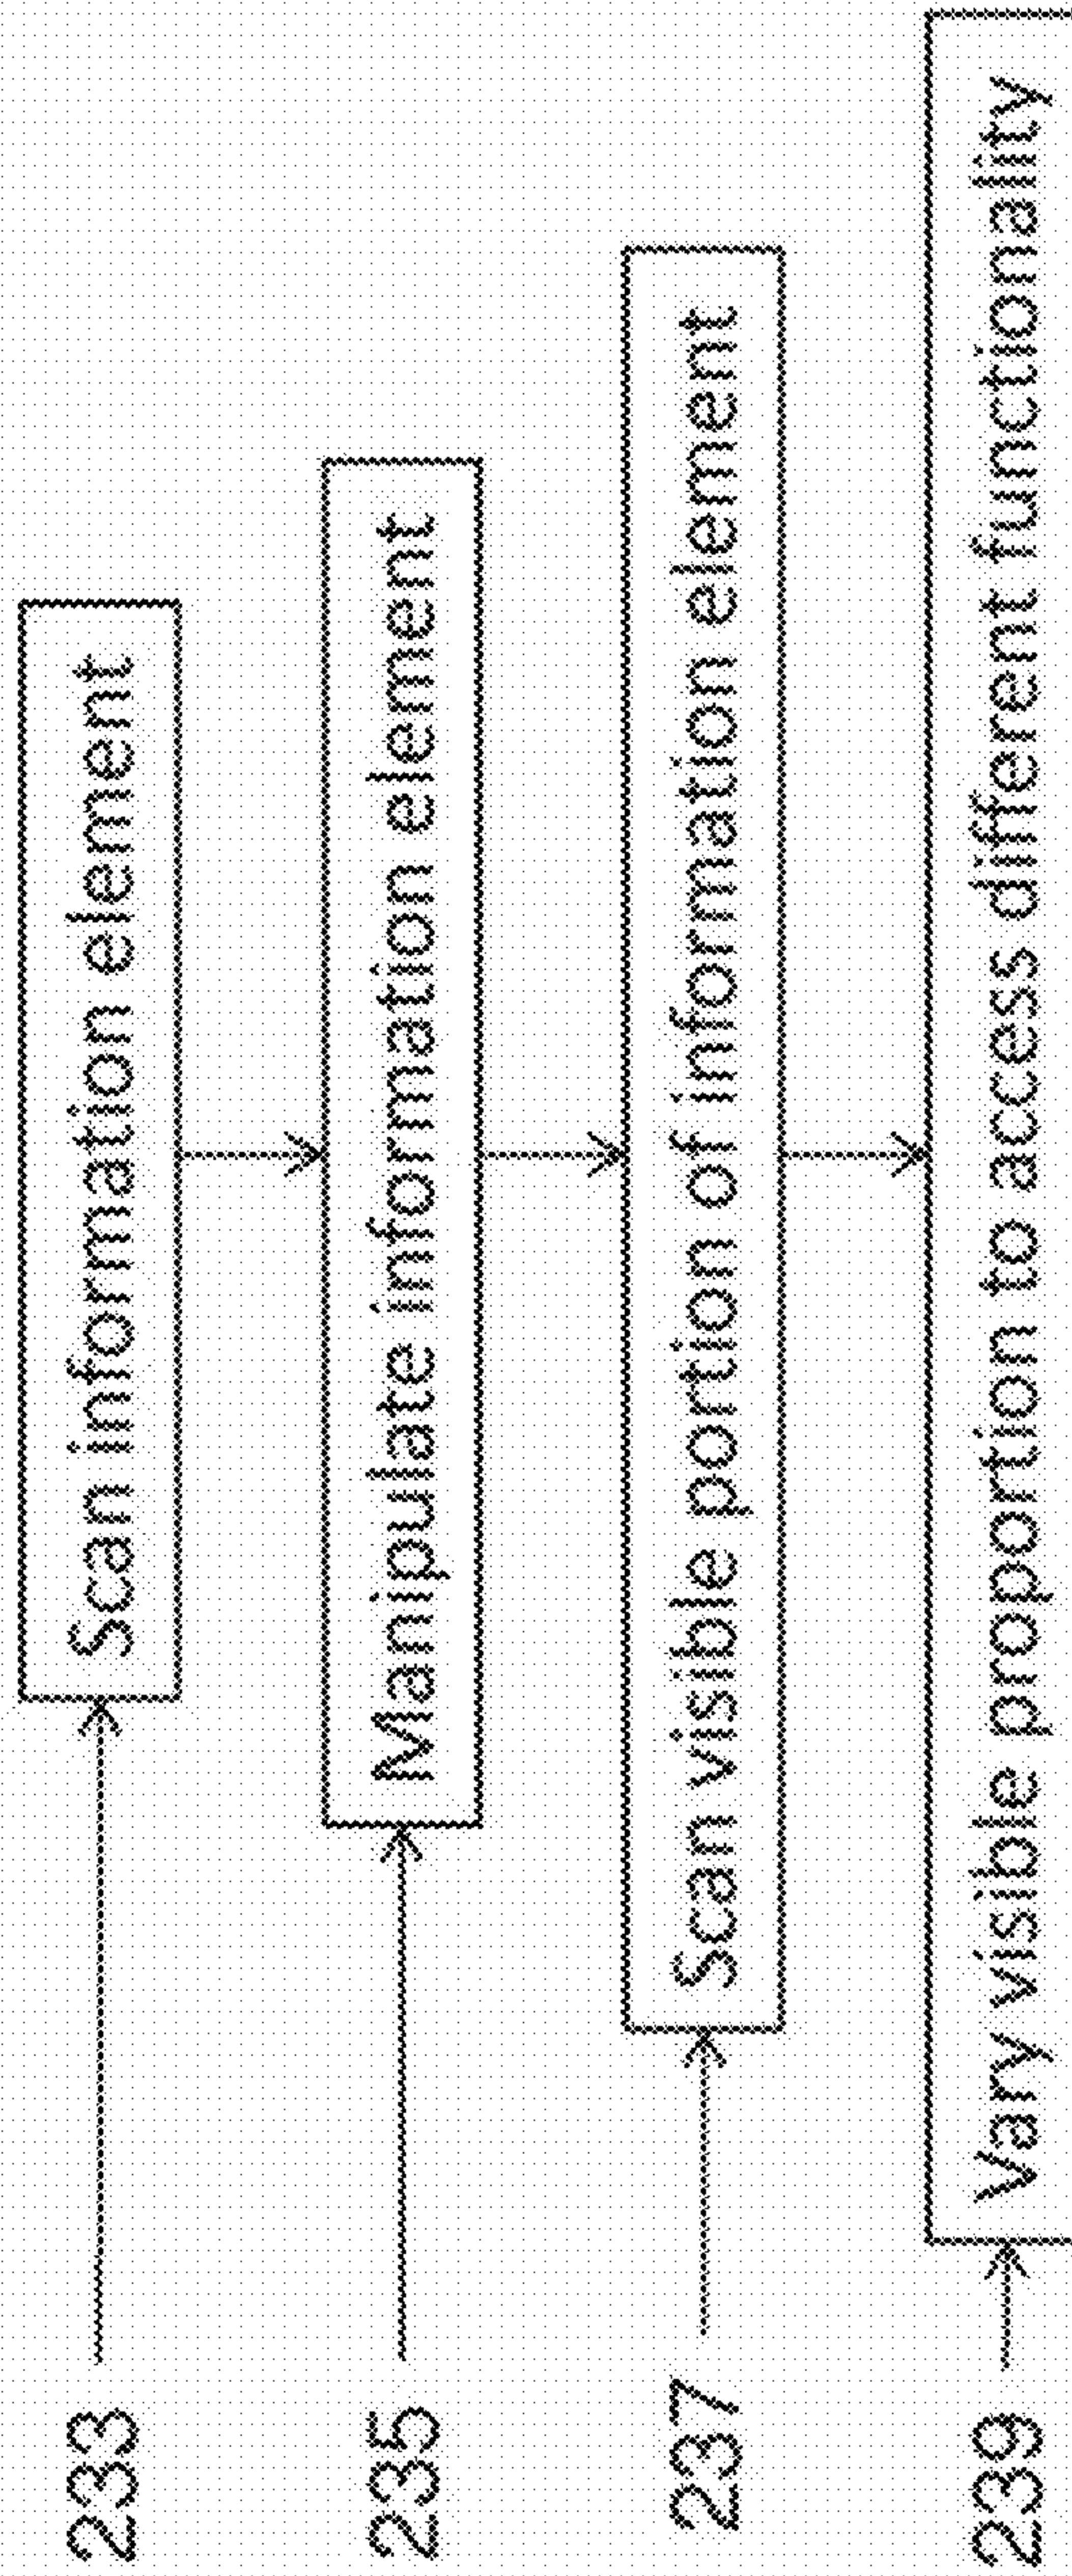 233 Scan information element
235 Manipulate information element
237 Scan visible portion of information element
239 Vary visible proportion to access different functionality